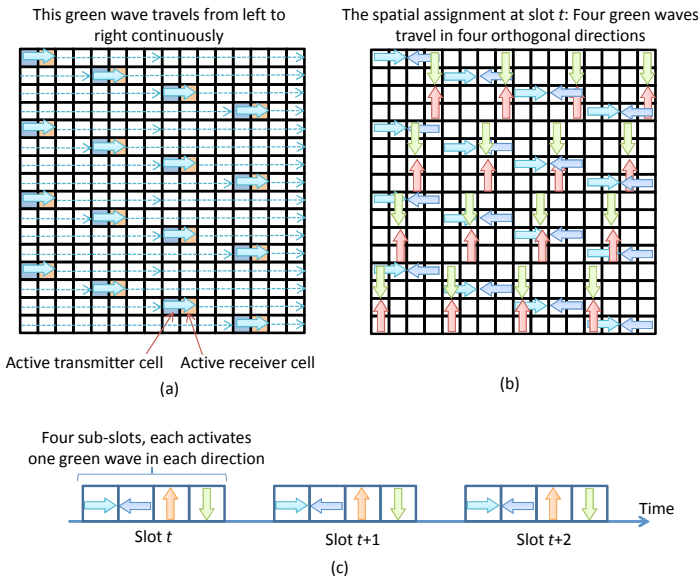 This green wave travels from left to
right continuously
The spatial assignment at slot t: Four green waves
travel in four orthogonal directions
Active transmitter cell
Active receiver cell
(a)
(b)
Four sub-slots, each activates
one green wave in each direction
Time
Slot t
Slot t+1
Slot t+2
(c)